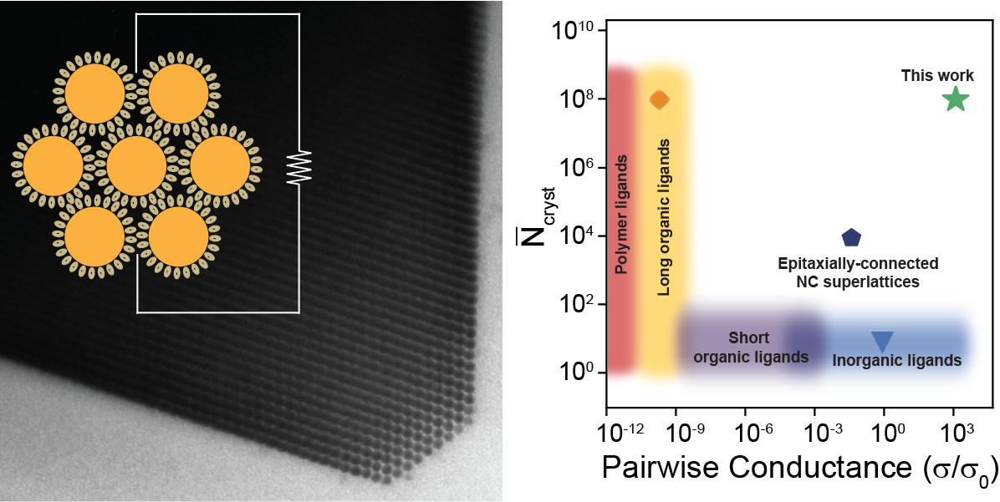 10^10
10^8
10^6
10^4
10^2
10^0
N̅cryst
This work
Polymer ligands
Long organic ligands
Epitaxially-connected
NC superlattices
Short
organic ligands
Inorganic ligands
10^-12 10^-9 10^-6 10^-3 10^0 10^3
Pairwise Conductance (σ/σ0)